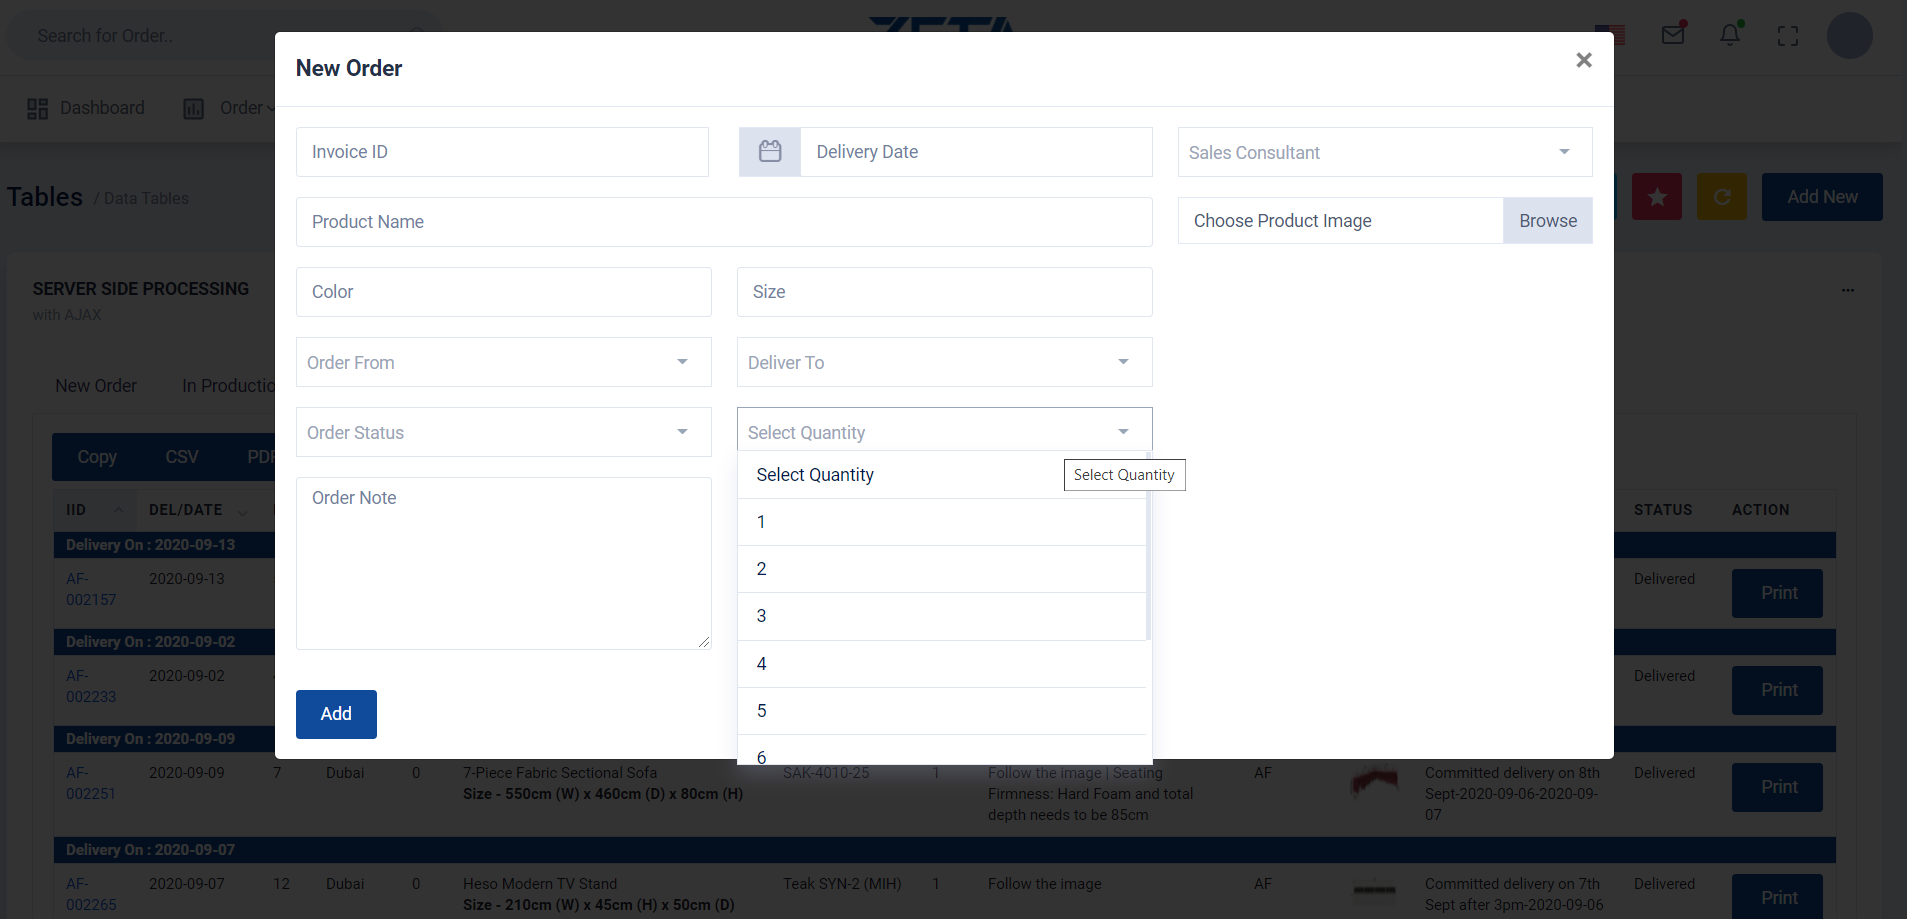 Search for Order..
ZETA
New Order
Dashboard
Order
Invoice ID
Delivery Date
Sales Consultant
Tables / Data Tables
Add New
Product Name
Choose Product Image
Browse
SERVER SIDE PROCESSING
with AJAX
Color
Size
Order From
Deliver To
New Order
In Productio
Order Status
Select Quantity
Copy
CSV
PDF
Select Quantity
Select Quantity
Order Note
1
2
3
4
5
6
Add
IID
DEL/DATE
STATUS
ACTION
Delivery On : 2020-09-13
AF-
002157
2020-09-13
Delivered
Print
Delivery On : 2020-09-02
AF-
002233
2020-09-02
Delivered
Print
Delivery On : 2020-09-09
AF-
002251
2020-09-09
7
Dubai
0
7-Piece Fabric Sectional Sofa
Size - 550cm (W) x 460cm (D) x 80cm (H)
SAK-4010-25
1
Follow the image | Seating
Firmness: Hard Foam and total
depth needs to be 85cm
AF
Committed delivery on 8th
Sept-2020-09-06-2020-09-
07
Delivered
Print
Delivery On : 2020-09-07
AF-
002265
2020-09-07
12
Dubai
0
Heso Modern TV Stand
Size - 210cm (W) x 45cm (H) x 50cm (D)
Teak SYN-2 (MIH)
1
Follow the image
AF
Committed delivery on 7th
Sept after 3pm-2020-09-06
Delivered
Print